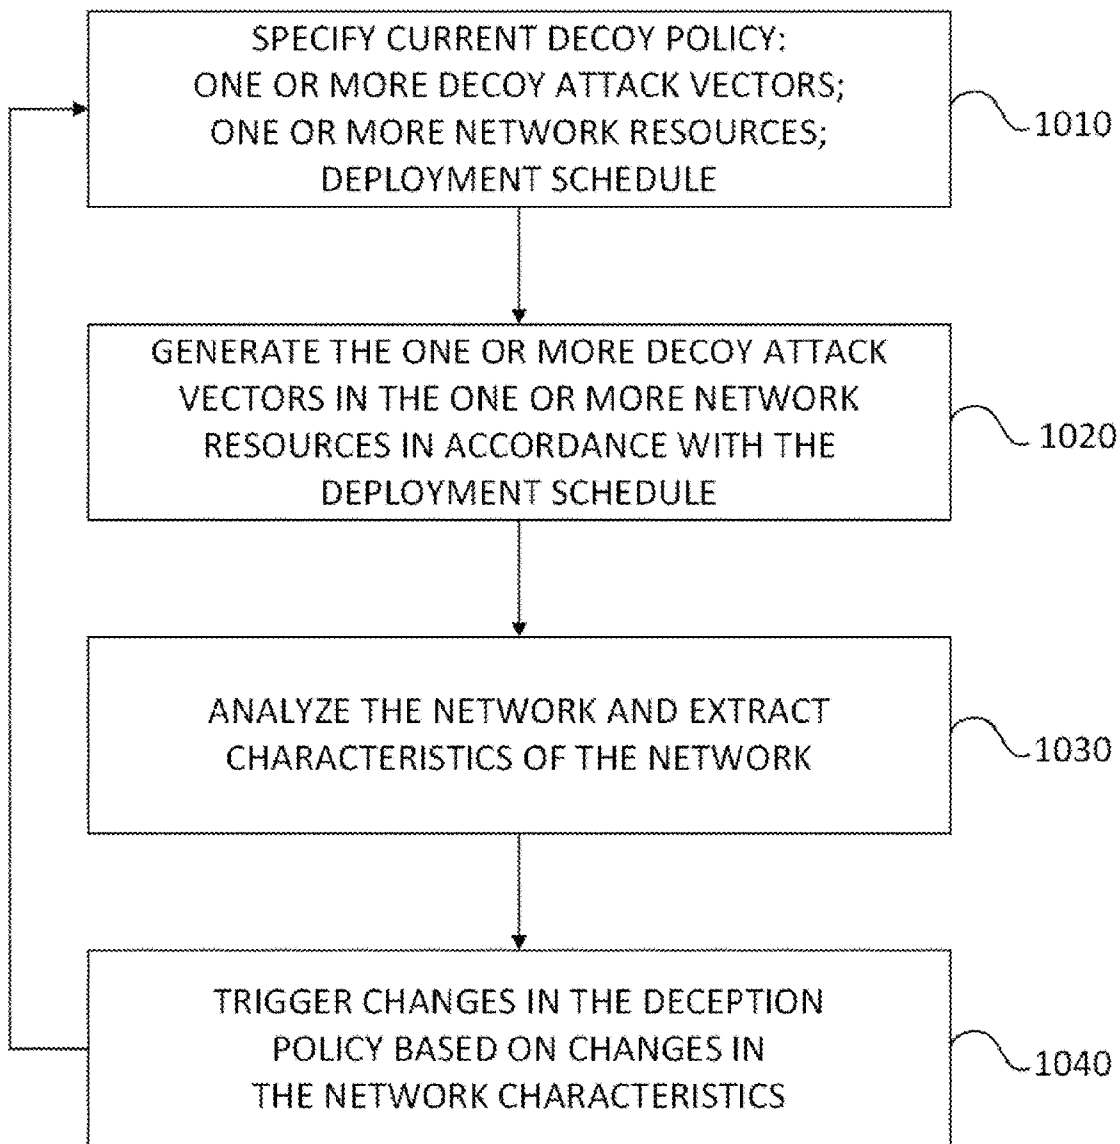 SPECIFY CURRENT DECOY POLICY:
ONE OR MORE DECOY ATTACK VECTORS;
ONE OR MORE NETWORK RESOURCES;
DEPLOYMENT SCHEDULE
1010
GENERATE THE ONE OR MORE DECOY ATTACK
VECTORS IN THE ONE OR MORE NETWORK
RESOURCES IN ACCORDANCE WITH THE
DEPLOYMENT SCHEDULE
1020
ANALYZE THE NETWORK AND EXTRACT
CHARACTERISTICS OF THE NETWORK
1030
TRIGGER CHANGES IN THE DECEPTION
POLICY BASED ON CHANGES IN
THE NETWORK CHARACTERISTICS
1040